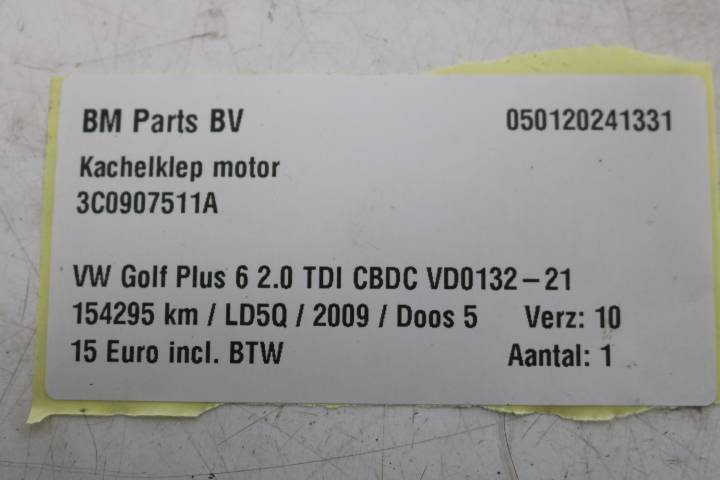 BM Parts BV 050120241331
Kachelklep motor
3C0907511A
VW Golf Plus 6 2.0 TDI CBDC VD0132-21
154295 km / LD5Q / 2009 / Doos 5 Verz: 10
15 Euro incl. BTW Aantal: 1